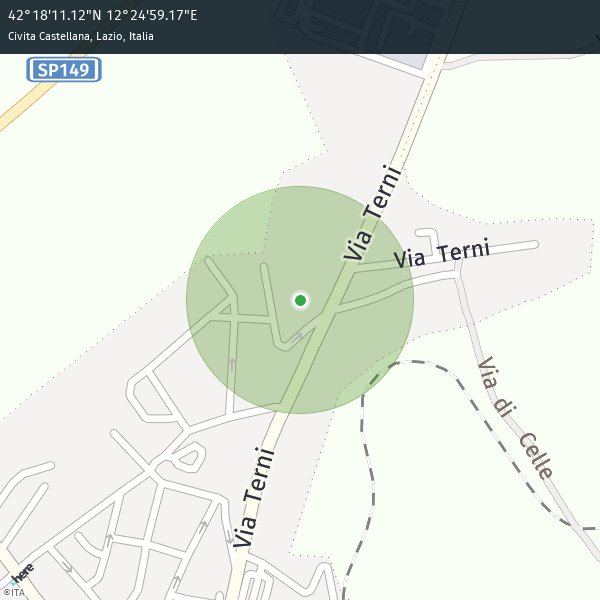 42°18'11.12"N 12°24'59.17"E
Civita Castellana, Lazio, Italia
SP149
Via Terni
Via Terni
Via di Celle
Via Terni
here
©ITA